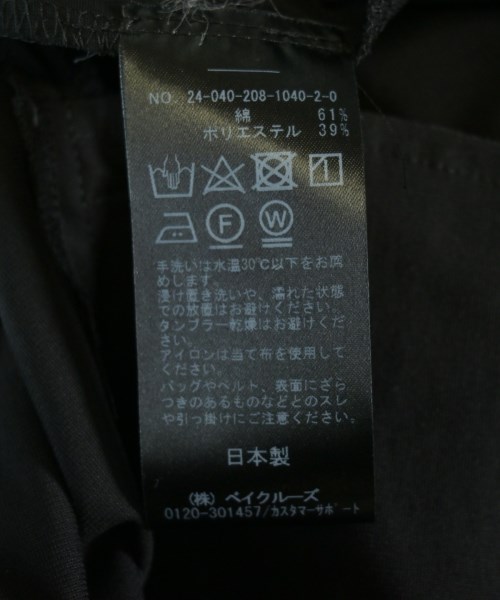 NO. 24-040-208-1040-2-0
綿 61%
ポリエステル 39%
F W
手洗いは水温30℃以下をお薦
めします。
浸け置き洗いや、濡れた状態
での放置はお避けください。
タンブラー乾燥はお避けくだ
さい。
アイロンは当て布を使用して
ください。
バッグやベルト、表面にざら
つきのあるものなどとのスレ
や引っ掛けにご注意ください。
日本製
(株) ベイクルーズ
0120-301457/カスタマーサポート